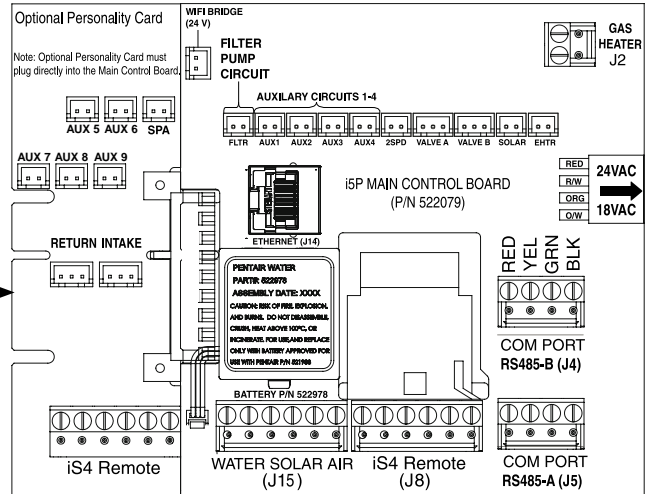 Optional Personality Card
Note: Optional Personality Card must
plug directly into the Main Control Board.
AUX 5 AUX 6 SPA
AUX 7 AUX 8 AUX 9
RETURN INTAKE
iS4 Remote
WIFI BRIDGE
(24 V)
FILTER
PUMP
CIRCUIT
AUXILARY CIRCUITS 1-4
FLTR AUX1 AUX2 AUX3 AUX4 2SPD VALVE A VALVE B SOLAR EHTR
GAS
HEATER
J2
ETHERNET (J14)
i5P MAIN CONTROL BOARD
(P/N 522079)
RED
R/W
ORG
O/W
24VAC
18VAC
PENTAIR WATER
PART#: 522978
ASSEMBLY DATE: XXXX
CAUTION: RISK OF FIRE, EXPLOSION,
AND BURNS. DO NOT DISASSEMBLE,
CRUSH, HEAT ABOVE 100°C, OR
INCINERATE. FOR USE,AND REPLACE
ONLY WITH BATTERY APPROVED FOR
USE WITH PENTAIR P/N
BATTERY P/N 522978
RED YEL GRN BLK
COM PORT
RS485-B (J4)
WATER SOLAR AIR
(J15)
iS4 Remote
(J8)
COM PORT
RS485-A (J5)